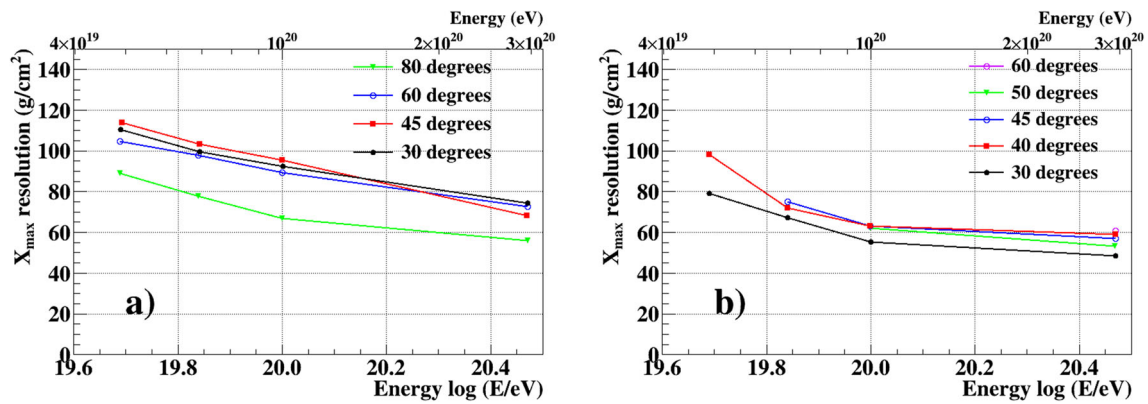 Energy (eV)
4×10^19 10^20 2×10^20 3×10^20
X_max resolution (g/cm^2)
140
120
100
80
60
40
20
0
80 degrees
60 degrees
45 degrees
30 degrees
a)
19.6 19.8 20.0 20.2 20.4
Energy log (E/eV)
Energy (eV)
4×10^19 10^20 2×10^20 3×10^20
X_max resolution (g/cm^2)
140
120
100
80
60
40
20
0
60 degrees
50 degrees
45 degrees
40 degrees
30 degrees
b)
19.6 19.8 20.0 20.2 20.4
Energy log (E/eV)